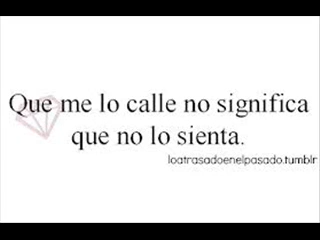 Que me lo calle no significa
que no lo sienta.
loatrasadoenelpasado.tumblr